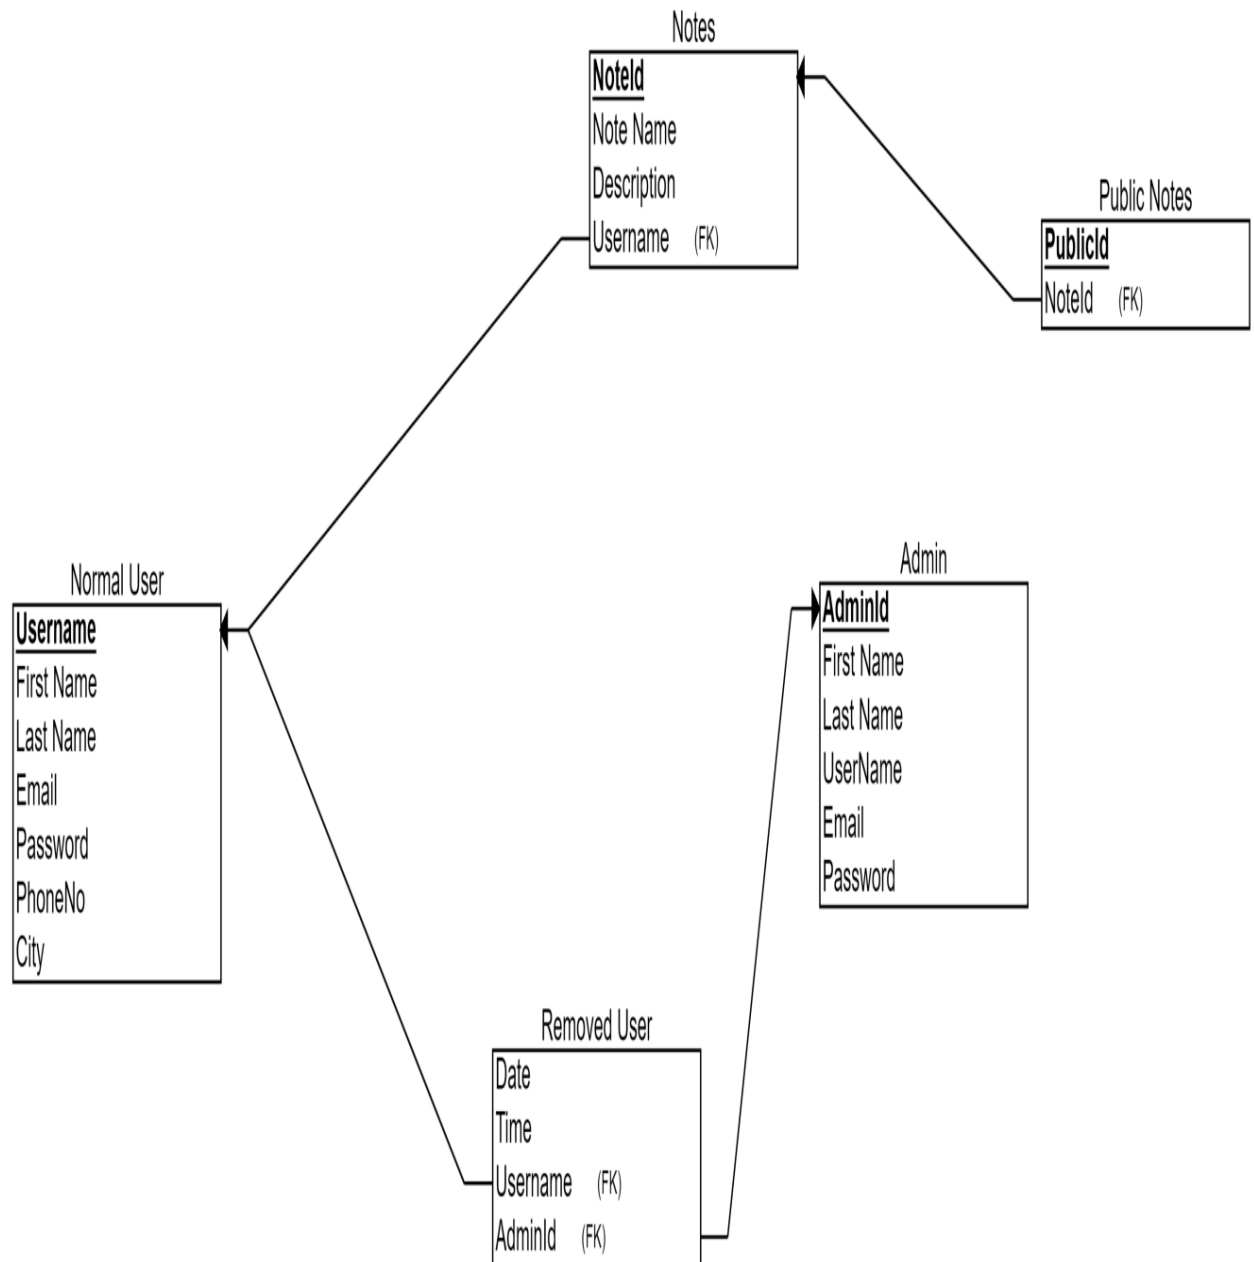 Notes
NoteId
Note Name
Description
Username (FK)
Public Notes
PublicId
NoteId (FK)
Normal User
Username
First Name
Last Name
Email
Password
PhoneNo
City
Admin
AdminId
First Name
Last Name
UserName
Email
Password
Removed User
Date
Time
Username (FK)
AdminId (FK)